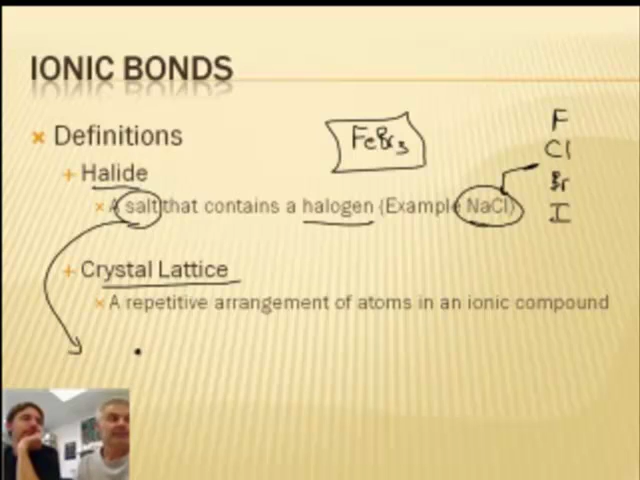 IONIC BONDS
× Definitions
FeBr₃
F
Cl
Br
I
+ Halide
× A salt that contains a halogen (Example NaCl)
+ Crystal Lattice
× A repetitive arrangement of atoms in an ionic compound